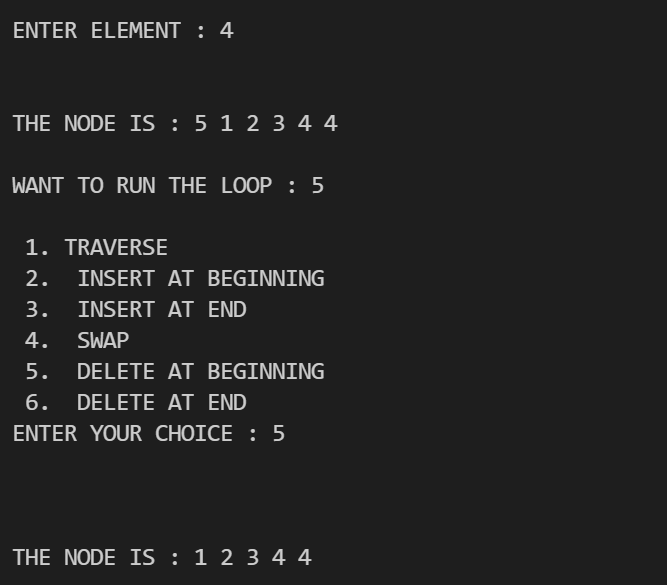 ENTER ELEMENT : 4
THE NODE IS : 5 1 2 3 4 4
WANT TO RUN THE LOOP : 5
1. TRAVERSE
2.  INSERT AT BEGINNING
3.  INSERT AT END
4.  SWAP
5.  DELETE AT BEGINNING
6.  DELETE AT END
ENTER YOUR CHOICE : 5
THE NODE IS : 1 2 3 4 4